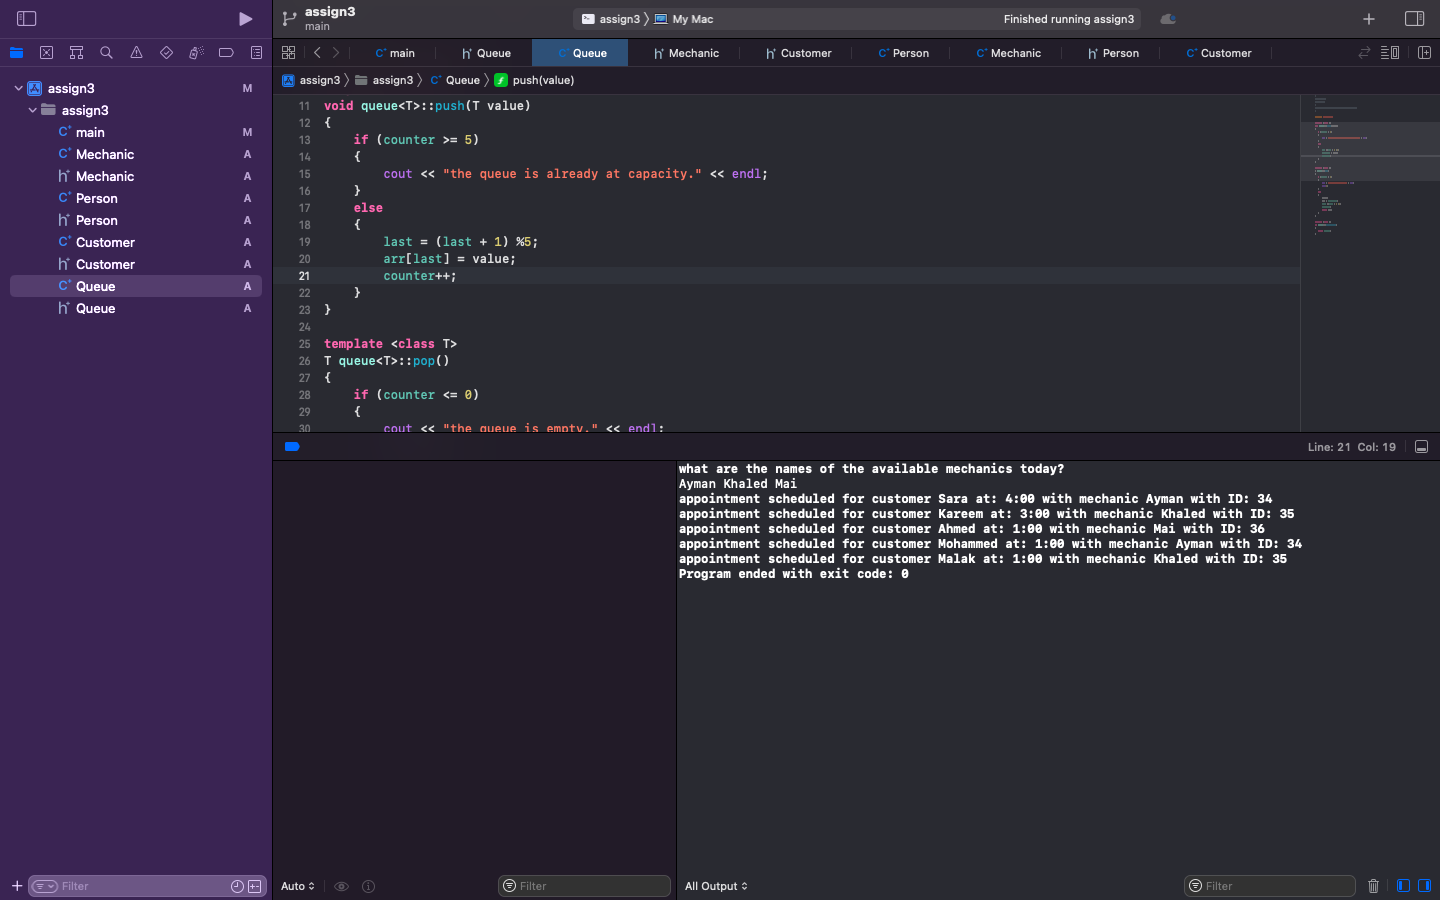 assign3
main
assign3 〉 My Mac
Finished running assign3
main
Queue
Queue
Mechanic
Customer
Person
Mechanic
Person
Customer
assign3 〉 assign3 〉 Queue 〉 push(value)
assign3 M
assign3
main M
Mechanic A
Mechanic A
Person A
Person A
Customer A
Customer A
Queue A
Queue A
11 void queue<T>::push(T value)
12 {
13 if (counter >= 5)
14 {
15 cout << "the queue is already at capacity." << endl;
16 }
17 else
18 {
19 last = (last + 1) %5;
20 arr[last] = value;
21 counter++;
22 }
23 }
24
25 template <class T>
26 T queue<T>::pop()
27 {
28 if (counter <= 0)
29 {
30 cout << "the queue is empty." << endl;
Line: 21 Col: 19
what are the names of the available mechanics today?
Ayman Khaled Mai
appointment scheduled for customer Sara at: 4:00 with mechanic Ayman with ID: 34
appointment scheduled for customer Kareem at: 3:00 with mechanic Khaled with ID: 35
appointment scheduled for customer Ahmed at: 1:00 with mechanic Mai with ID: 36
appointment scheduled for customer Mohammed at: 1:00 with mechanic Ayman with ID: 34
appointment scheduled for customer Malak at: 1:00 with mechanic Khaled with ID: 35
Program ended with exit code: 0
Filter
Auto
Filter
All Output
Filter